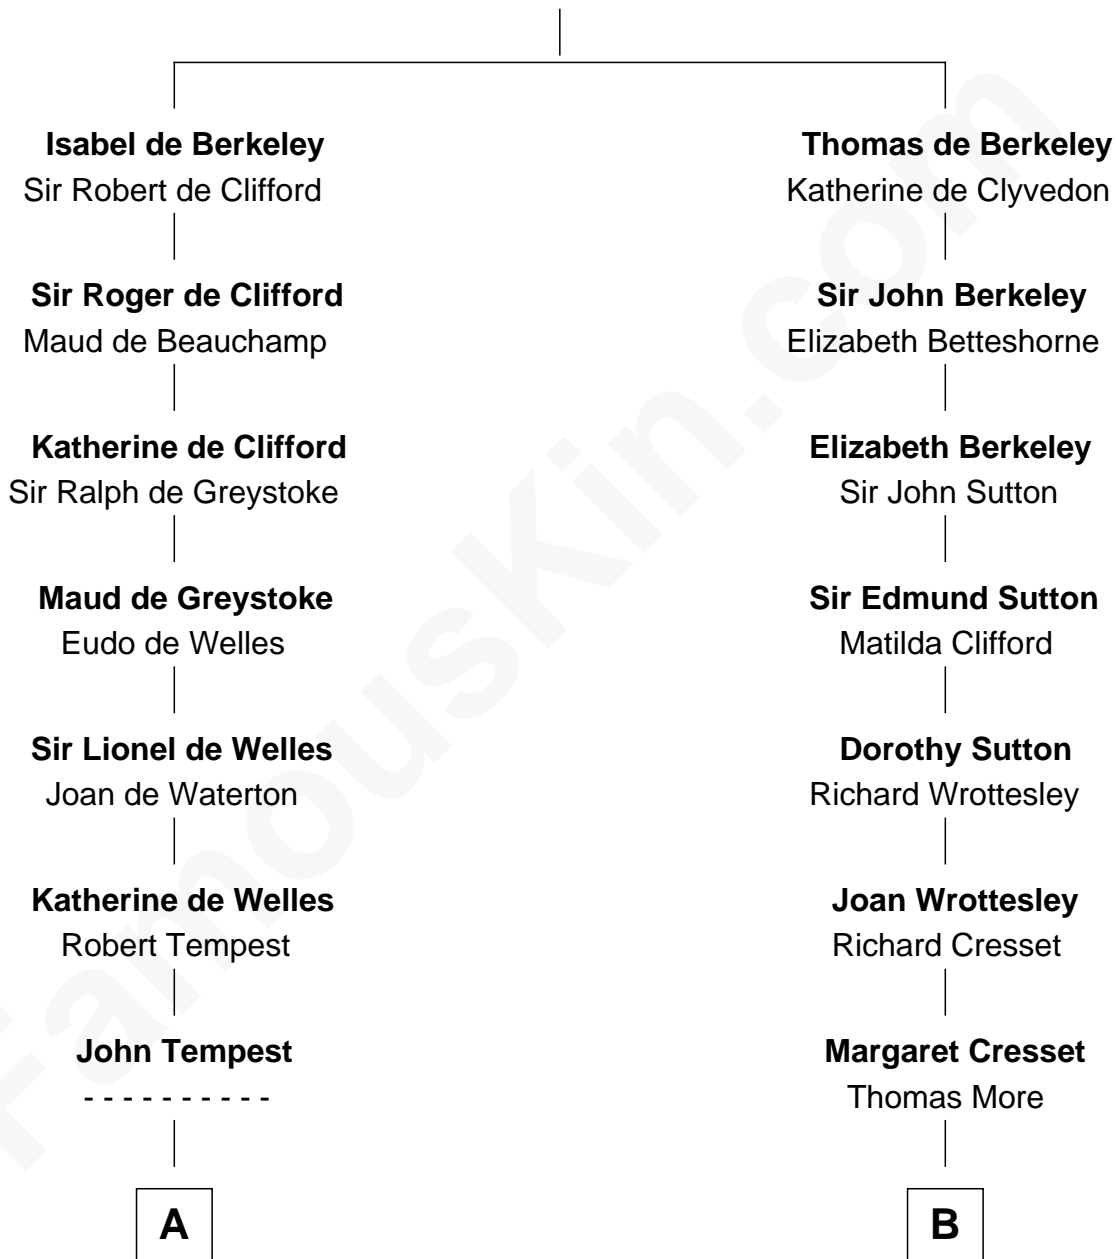 Isabel de Berkeley
Sir Robert de Clifford
Sir Roger de Clifford
Maud de Beauchamp
Katherine de Clifford
Sir Ralph de Greystoke
Maud de Greystoke
Eudo de Welles
Sir Lionel de Welles
Joan de Waterton
Katherine de Welles
Robert Tempest
John Tempest
- - - - - - - - - -
A
Thomas de Berkeley
Katherine de Clyvedon
Sir John Berkeley
Elizabeth Betteshorne
Elizabeth Berkeley
Sir John Sutton
Sir Edmund Sutton
Matilda Clifford
Dorothy Sutton
Richard Wrottesley
Joan Wrottesley
Richard Cresset
Margaret Cresset
Thomas More
B
FamousKin.com